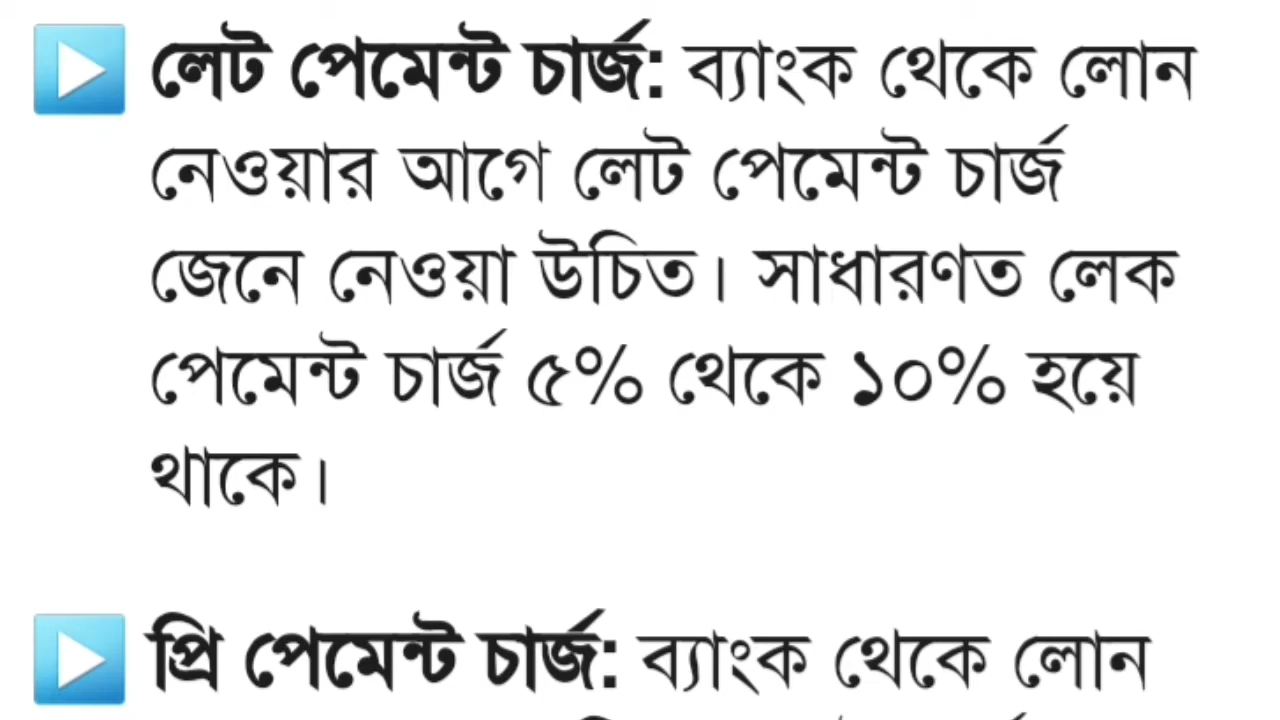 লেট পেমেন্ট চার্জ: ব্যাংক থেকে লোন
নেওয়ার আগে লেট পেমেন্ট চার্জ
জেনে নেওয়া উচিত। সাধারণত লেক
পেমেন্ট চার্জ ৫% থেকে ১০% হয়ে
থাকে।
প্রি পেমেন্ট চার্জ: ব্যাংক থেকে লোন